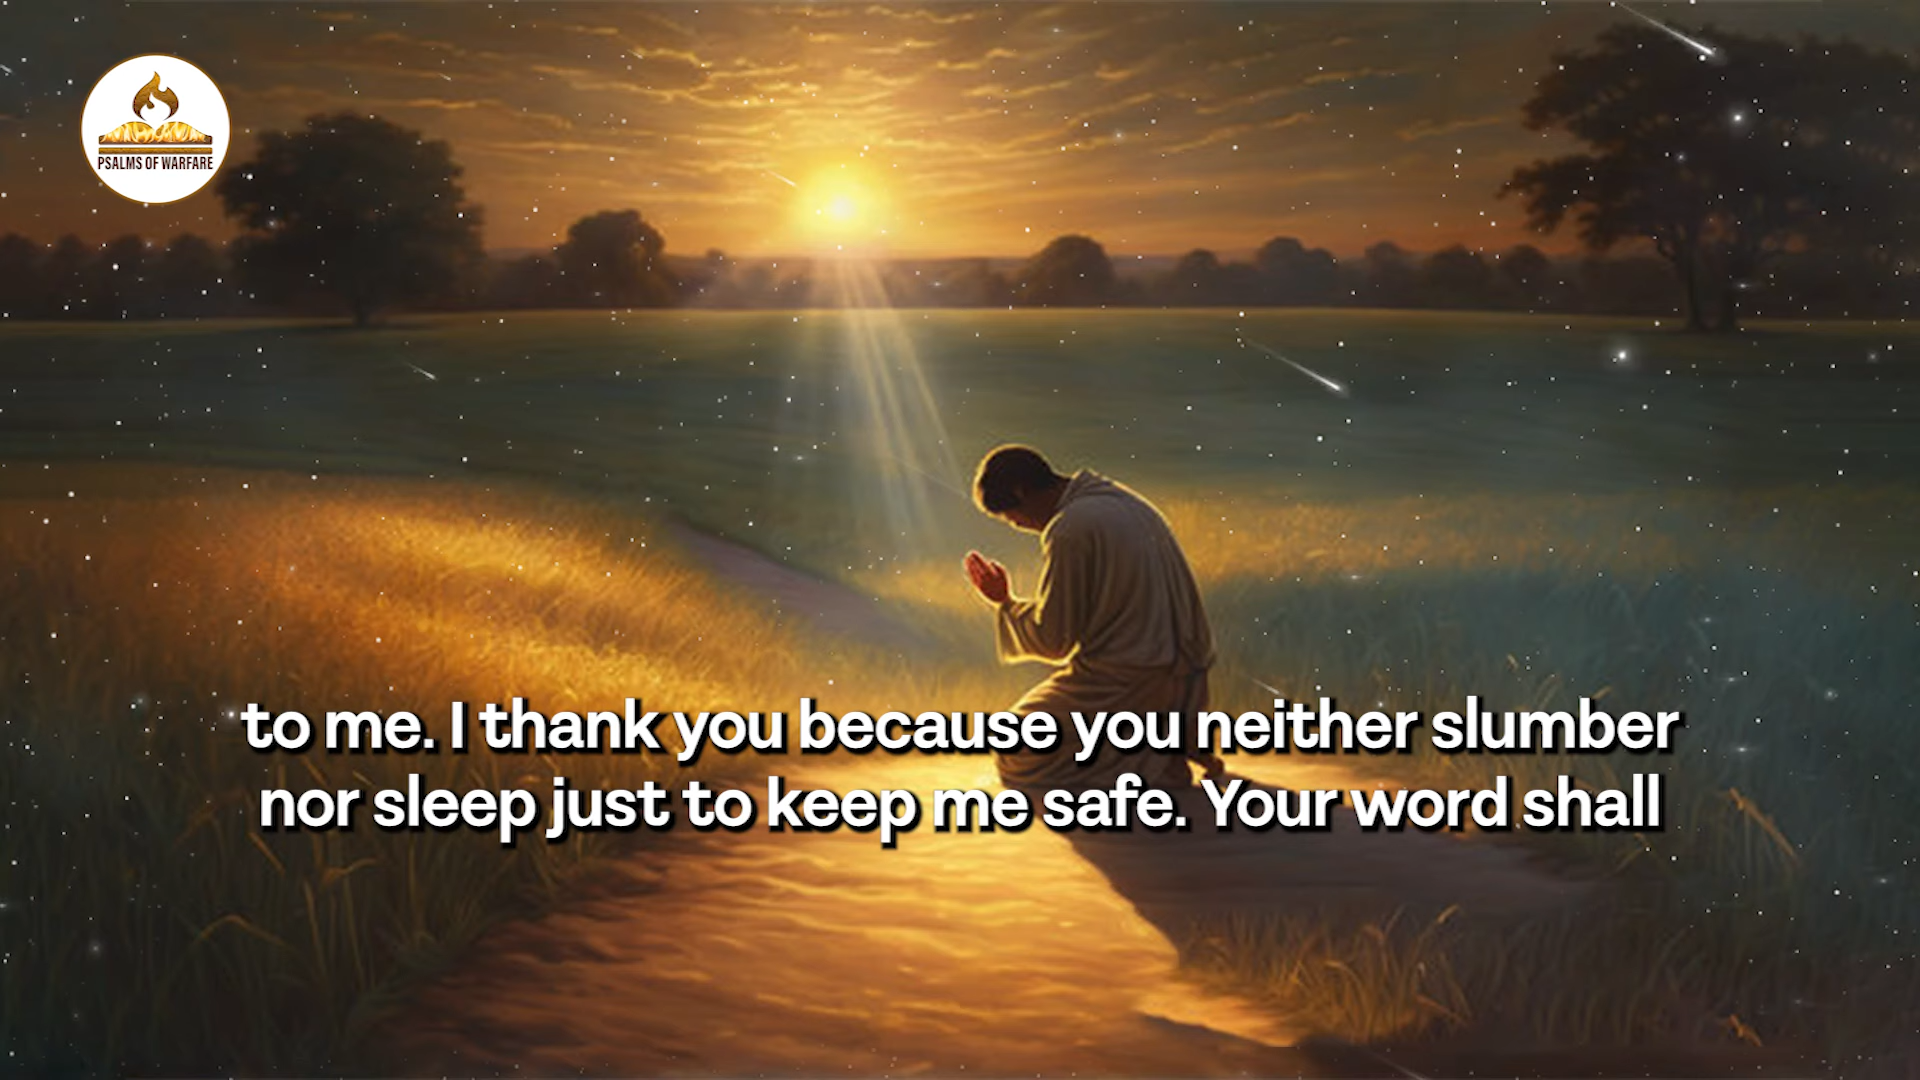 PSALMS OF WARFARE
to me. I thank you because you neither slumber
nor sleep just to keep me safe. Your word shall